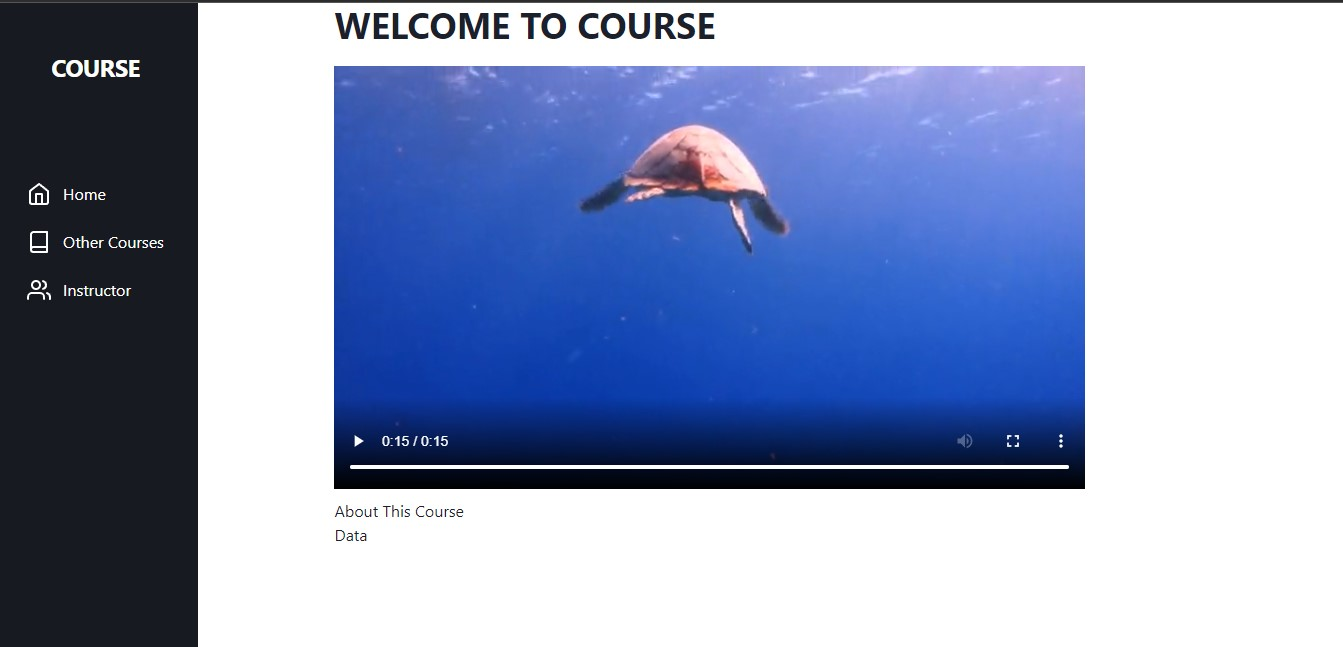 COURSE
Home
Other Courses
Instructor
WELCOME TO COURSE
0:15 / 0:15
About This Course
Data